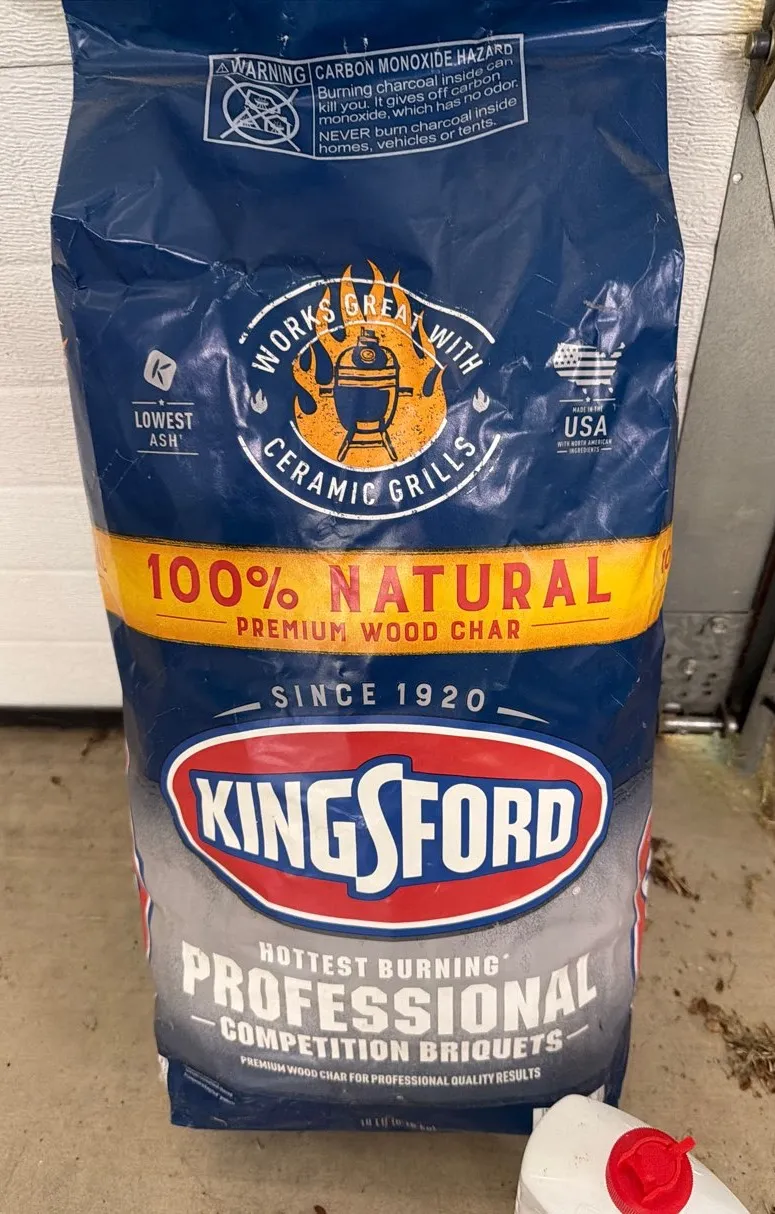 WARNING
CARBON MONOXIDE HAZARD
Burning charcoal inside can
kill you. It gives off carbon
monoxide, which has no odor.
NEVER burn charcoal inside
homes, vehicles or tents.
WORKS GREAT WITH
CERAMIC GRILLS
K
LOWEST
ASH†
MADE IN THE
USA
WITH NORTH AMERICAN
INGREDIENTS
100% NATURAL
PREMIUM WOOD CHAR
SINCE 1920
KINGSFORD
HOTTEST BURNING*
PROFESSIONAL
COMPETITION BRIQUETS
PREMIUM WOOD CHAR FOR PROFESSIONAL QUALITY RESULTS